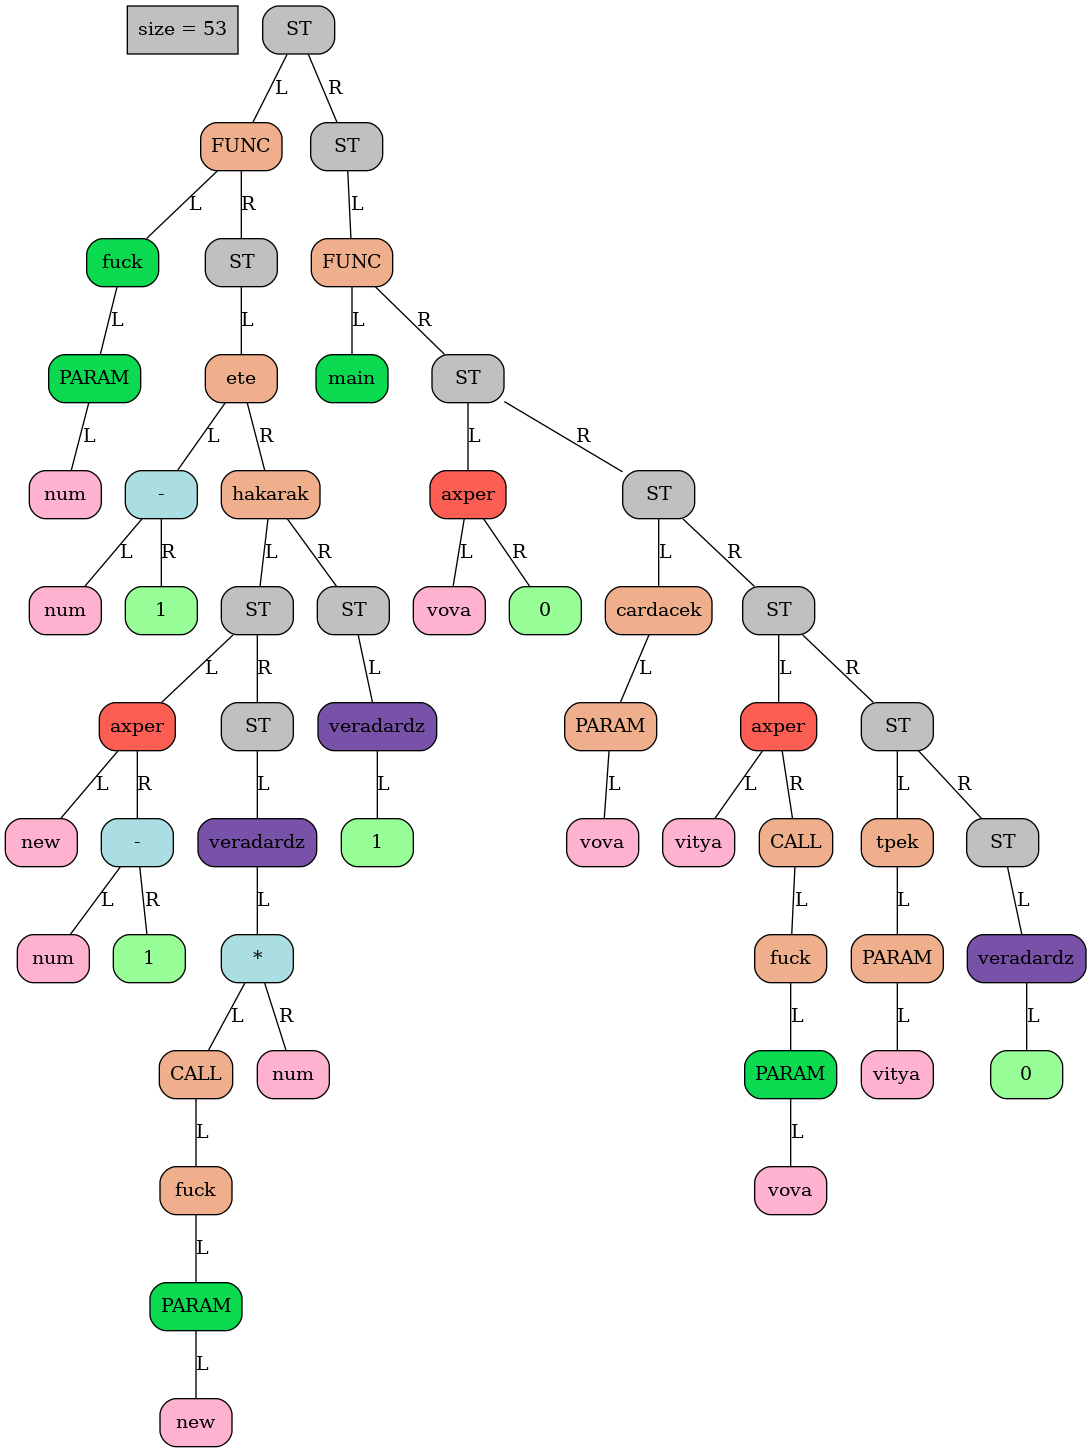 size = 53 ST
L R
FUNC ST
L R L
fuck ST FUNC
L L L R
PARAM ete main ST
L L R L R
num - hakarak axper ST
L R L R L R L R
num 1 ST ST vova 0 cardacek ST
L R L L L R
axper ST veradardz PARAM axper ST
L R L L L L R L R
new - veradardz 1 vova vitya CALL tpek ST
L R L L L L
num 1 * fuck PARAM veradardz
L R L L L
CALL num PARAM vitya 0
L L
fuck vova
L
PARAM
L
new